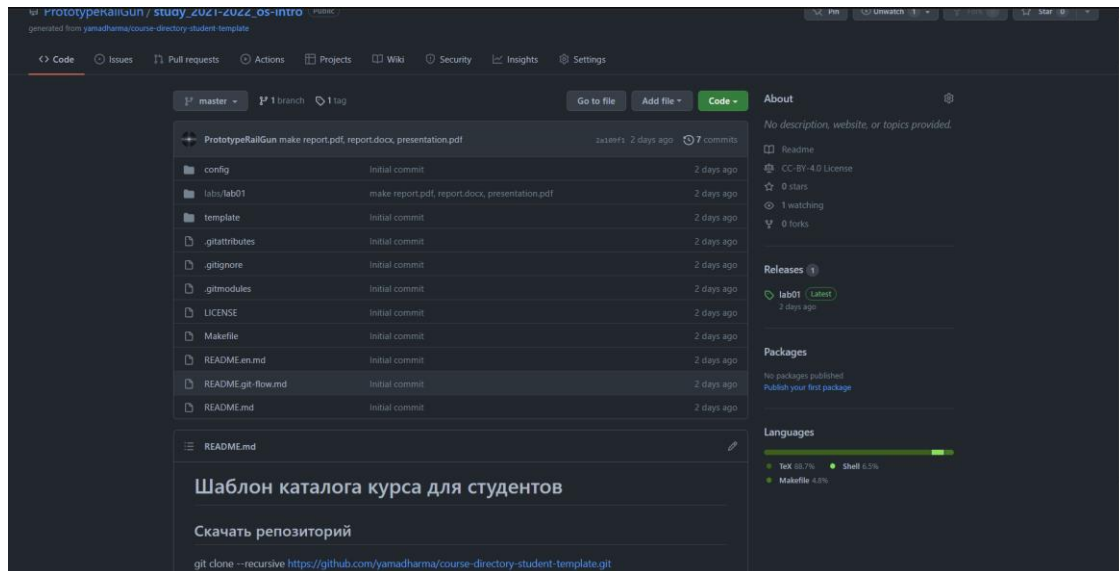 PrototypeRailGun / study_2021-2022_os-intro Public
Pin Unwatch 1 Star 0
generated from yamadharma/course-directory-student-template
<> Code Issues Pull requests Actions Projects Wiki Security Insights Settings
master 1 branch 1 tag Go to file Add file Code
PrototypeRailGun make report.pdf, report.docx, presentation.pdf 2 days ago 7 commits
config Initial commit 2 days ago
labs/lab01 make report.pdf, report.docx, presentation.pdf 2 days ago
template Initial commit 2 days ago
.gitattributes Initial commit 2 days ago
.gitignore Initial commit 2 days ago
.gitmodules Initial commit 2 days ago
LICENSE Initial commit 2 days ago
Makefile Initial commit 2 days ago
README.en.md Initial commit 2 days ago
README.git-flow.md Initial commit 2 days ago
README.md Initial commit 2 days ago
README.md
Шаблон каталога курса для студентов
Скачать репозиторий
git clone --recursive https://github.com/yamadharma/course-directory-student-template.git
About
No description, website, or topics provided.
Readme
CC-BY-4.0 License
0 stars
1 watching
0 forks
Releases 1
lab01 Latest
2 days ago
Packages
No packages published
Publish your first package
Languages
TeX 88.7% Shell 6.5%
Makefile 4.8%